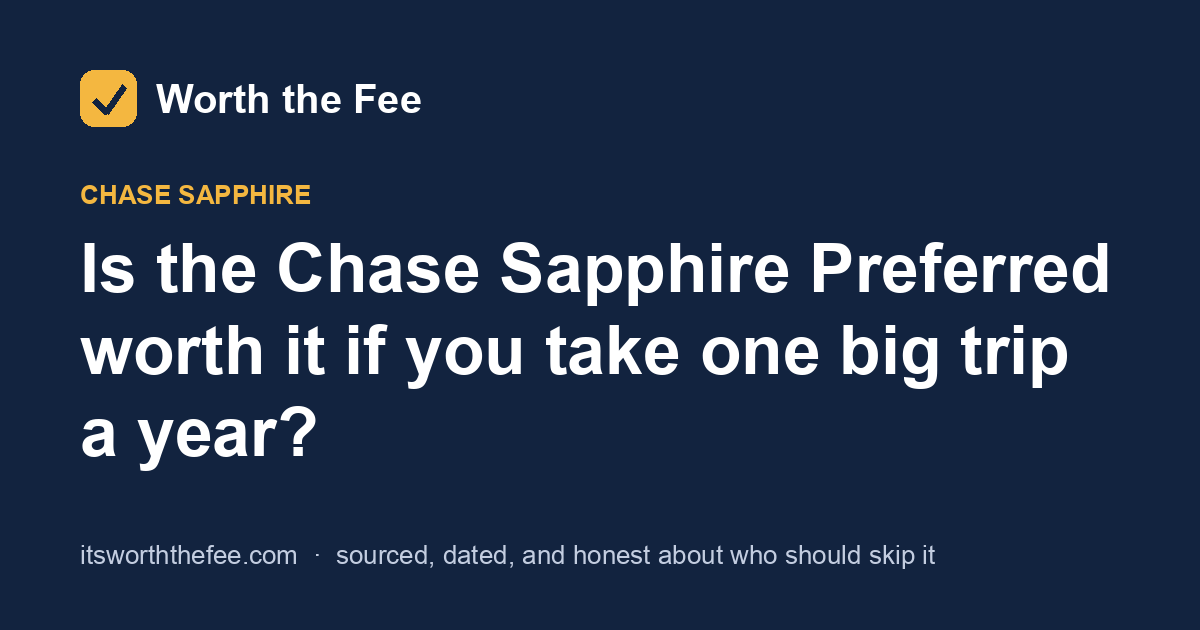 Worth the Fee
CHASE SAPPHIRE
Is the Chase Sapphire Preferred
worth it if you take one big trip
a year?
itsworththefee.com · sourced, dated, and honest about who should skip it